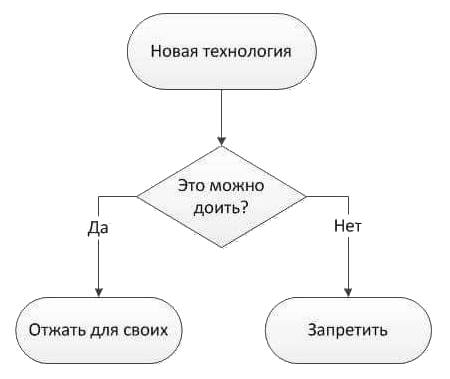 Новая технология
Это можно
доить?
Да
Нет
Отжать для своих
Запретить